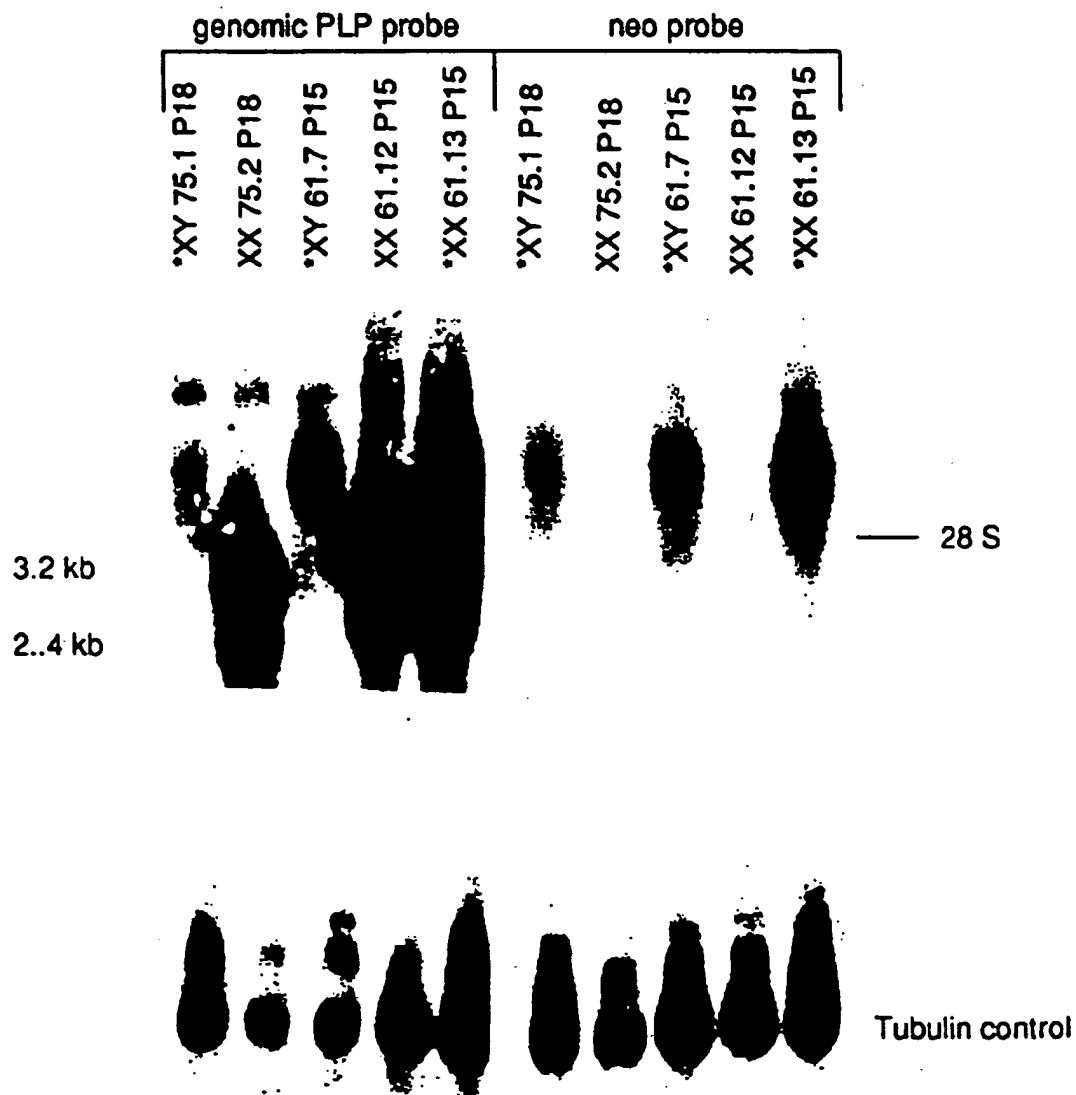 genomic PLP probe
neo probe
*XY 75.1 P18
XX 75.2 P18
*XY 61.7 P15
XX 61.12 P15
*XX 61.13 P15
*XY 75.1 P18
XX 75.2 P18
*XY 61.7 P15
XX 61.12 P15
*XX 61.13 P15
28 S
3.2 kb
2..4 kb
Tubulin control